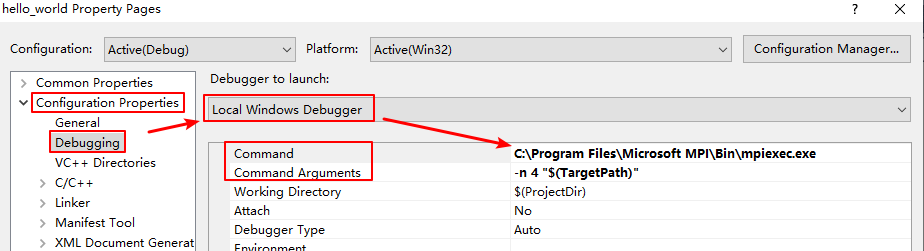 hello_world Property Pages ? ×
Configuration: Active(Debug) Platform: Active(Win32) Configuration Manager...
Common Properties
Configuration Properties
General
Debugging
VC++ Directories
C/C++
Linker
Manifest Tool
XML Document Generat
Debugger to launch:
Local Windows Debugger
Command C:\Program Files\Microsoft MPI\Bin\mpiexec.exe
Command Arguments -n 4 "$(TargetPath)"
Working Directory $(ProjectDir)
Attach No
Debugger Type Auto
Environment